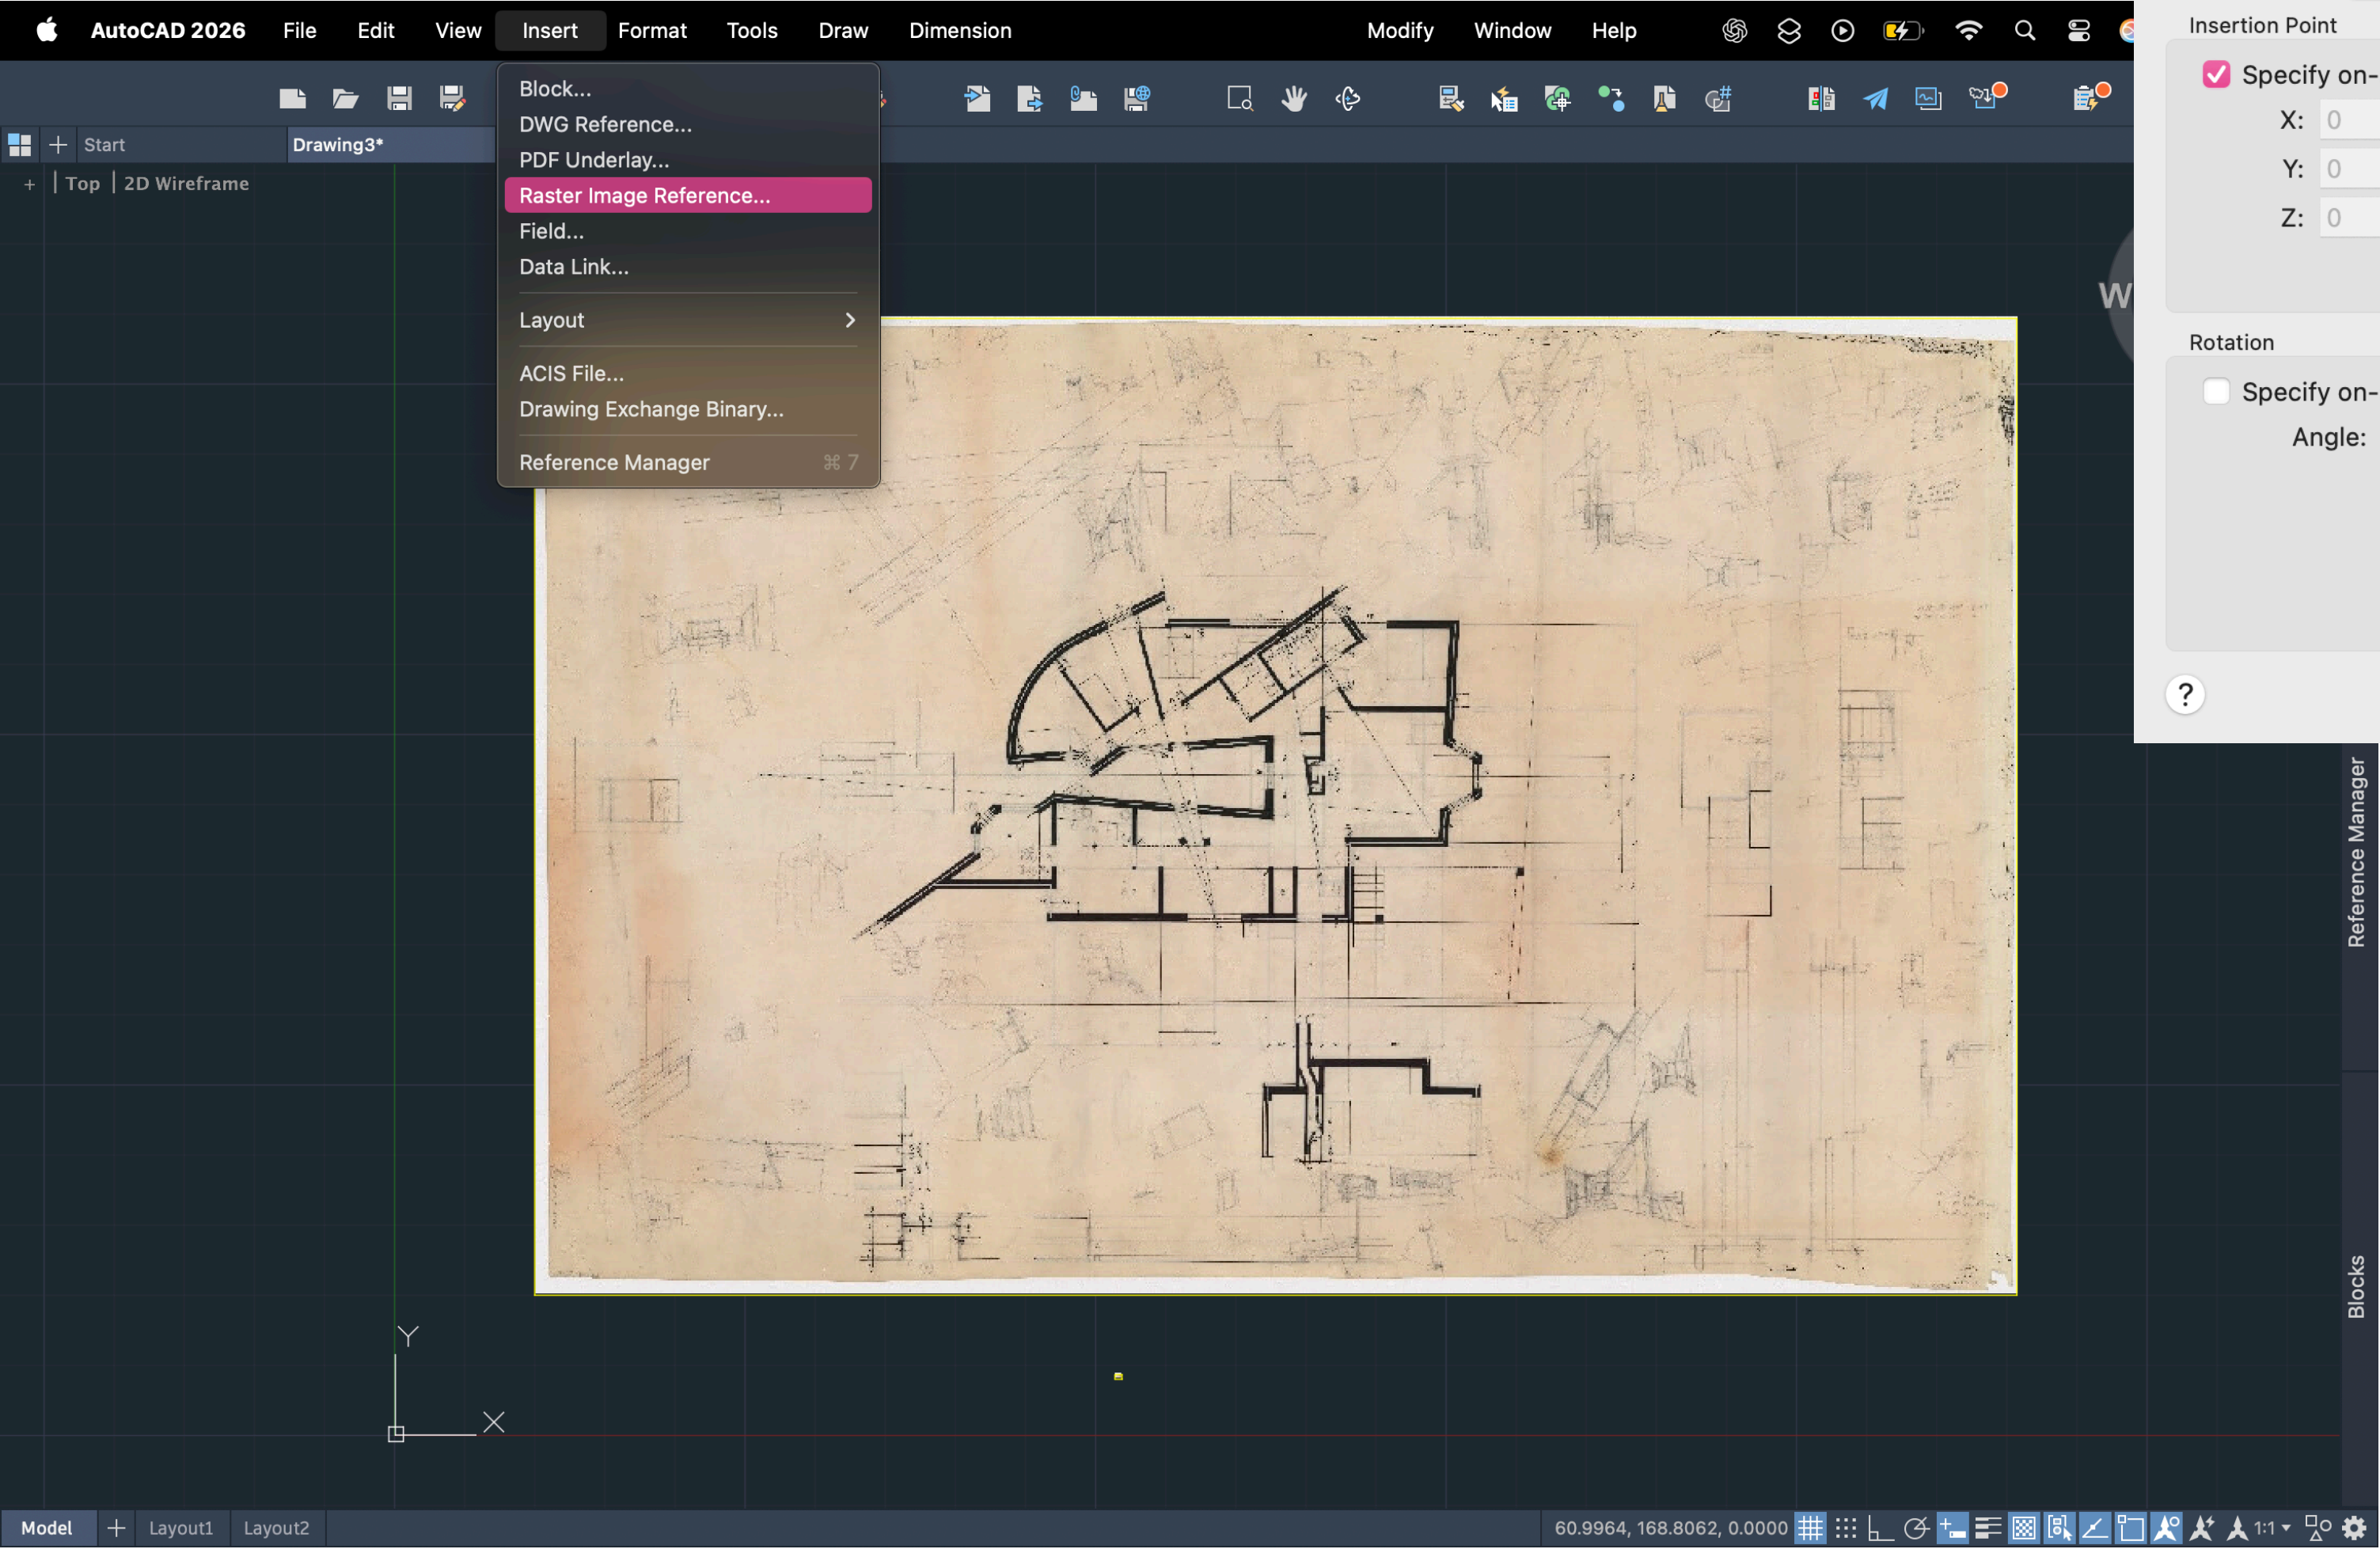 AutoCAD 2026 File Edit View Insert Format Tools Draw Dimension Modify Window Help
Start
Drawing3*
+ | Top | 2D Wireframe
Block...
DWG Reference...
PDF Underlay...
Raster Image Reference...
Field...
Data Link...
Layout
ACIS File...
Drawing Exchange Binary...
Reference Manager ⌘ 7
Insertion Point
Specify on-
X: 0
Y: 0
Z: 0
Rotation
Specify on-
Angle:
?
W
Reference Manager
Blocks
Y
X
Model + Layout1 Layout2
60.9964, 168.8062, 0.0000
1:1